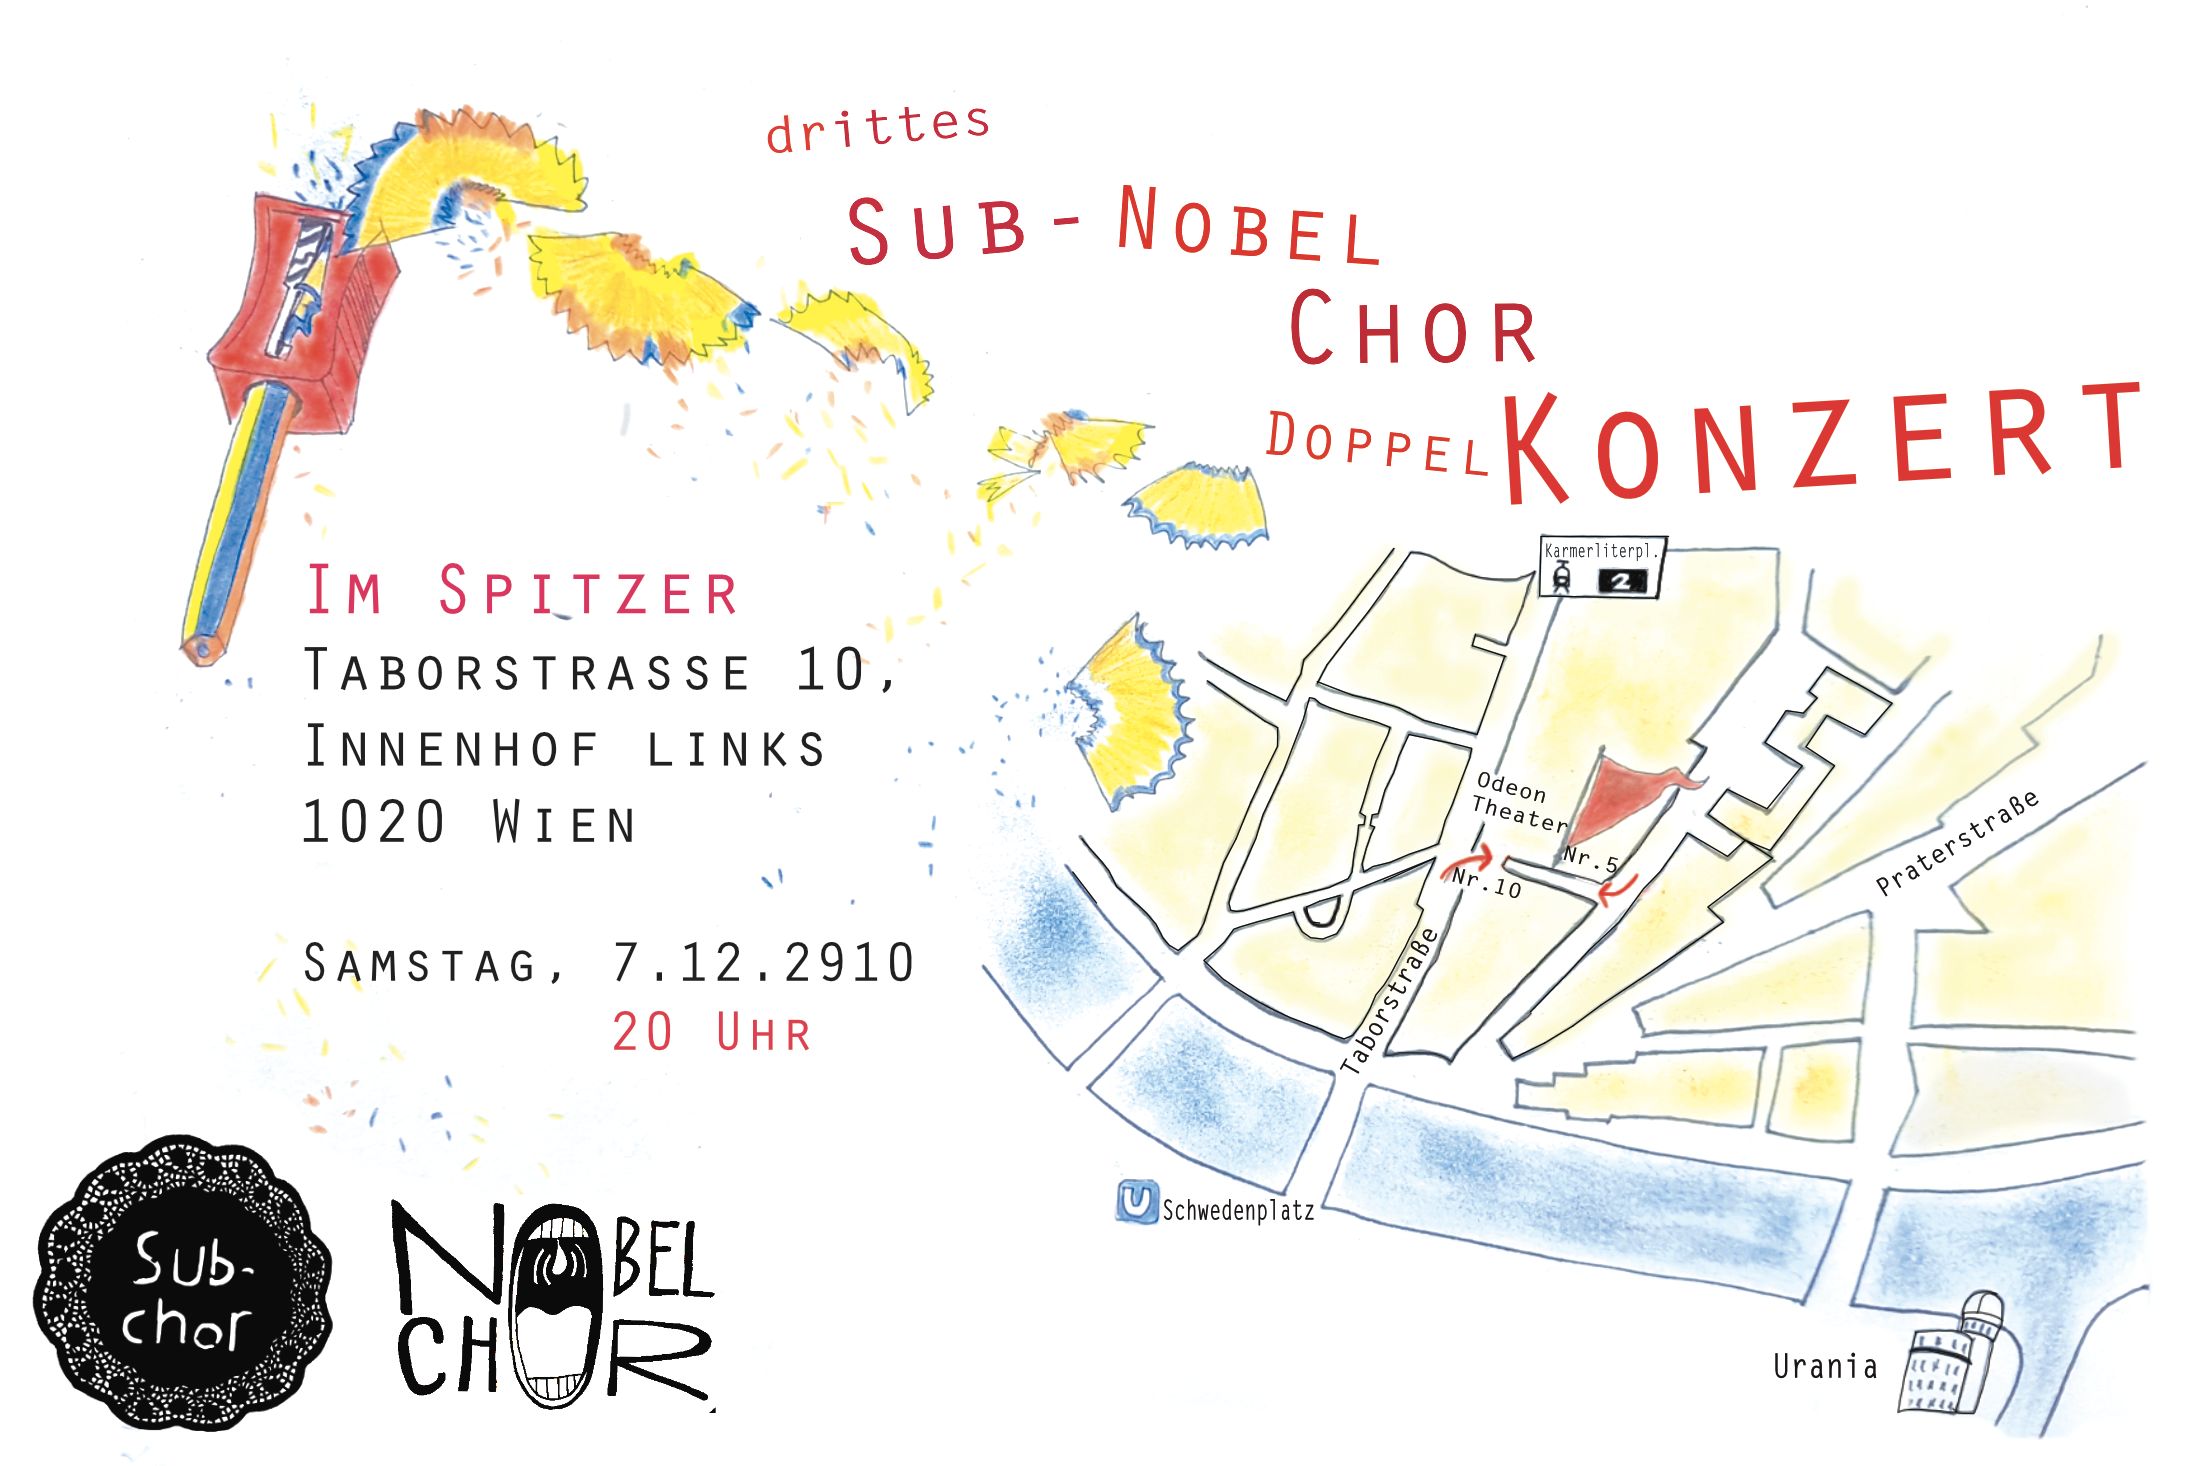 drittes
SUB-NOBEL
CHOR
DOPPELKONZERT
IM SPITZER
TABORSTRASSE 10,
INNENHOF LINKS
1020 WIEN
SAMSTAG, 7.12.2910
20 UHR
Sub-
chor
NOBEL
CHOR
Karmerliterpl.
2
Odeon
Theater
Nr.5
Nr.10
Taborstraße
Praterstraße
U Schwedenplatz
Urania